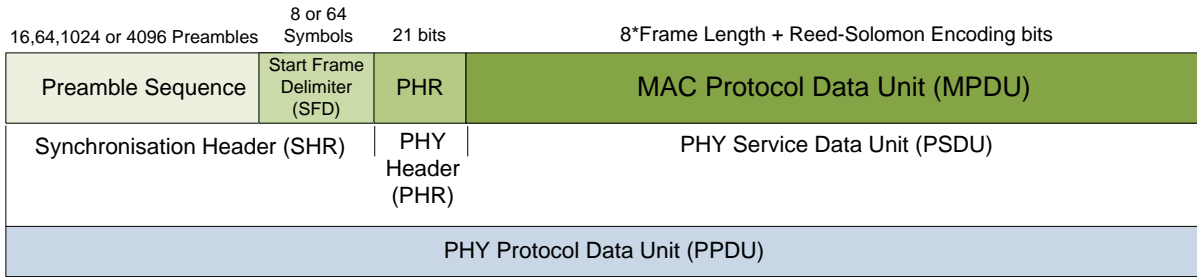 8 or 64
16,64,1024 or 4096 Preambles Symbols 21 bits 8*Frame Length + Reed-Solomon Encoding bits
Preamble Sequence
Start Frame
Delimiter
(SFD)
PHR
MAC Protocol Data Unit (MPDU)
Synchronisation Header (SHR)
PHY
Header
(PHR)
PHY Service Data Unit (PSDU)
PHY Protocol Data Unit (PPDU)